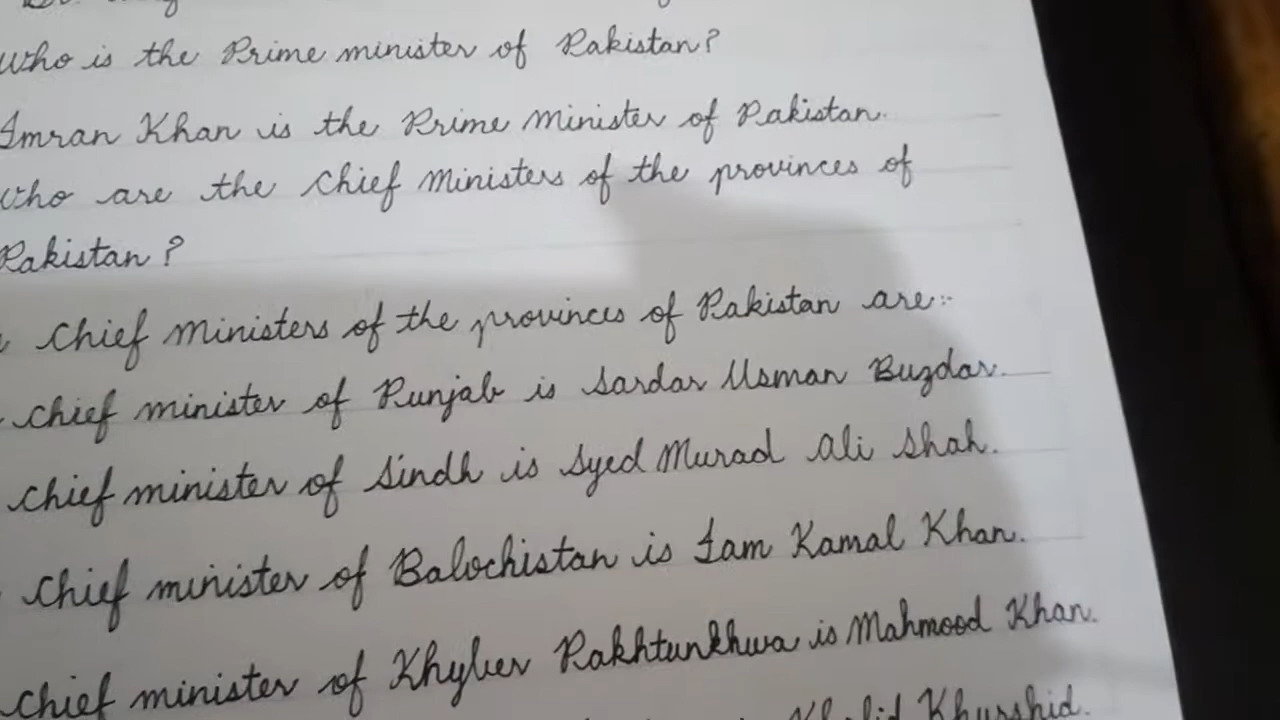 Who is the Prime minister of Pakistan?
Imran Khan is the Prime Minister of Pakistan.
Who are the Chief Ministers of the provinces of
Pakistan?
Chief Ministers of the provinces of Pakistan are:-
Chief minister of Punjab is Sardar Usman Buzdar.
Chief minister of Sindh is Syed Murad Ali Shah.
Chief minister of Balochistan is Jam Kamal Khan.
Chief minister of Khyber Pakhtunkhwa is Mahmood Khan.
Khalid Khurshid.